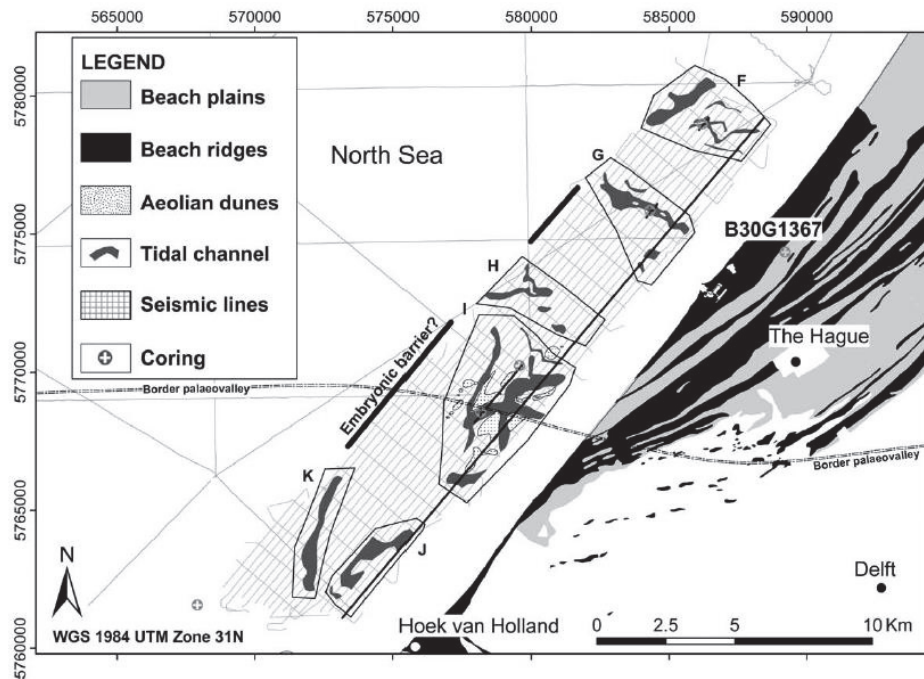 565000 570000 575000 580000 585000 590000
5780000
5775000
5770000
5765000
5760000
LEGEND
Beach plains
Beach ridges
Aeolian dunes
Tidal channel
Seismic lines
Coring
North Sea
F
G
B30G1367
H
I
The Hague
Embryonic barrier?
Border palaeovalley
Border palaeovalley
K
J
N
Delft
Hoek van Holland
0 2.5 5 10 Km
WGS 1984 UTM Zone 31N